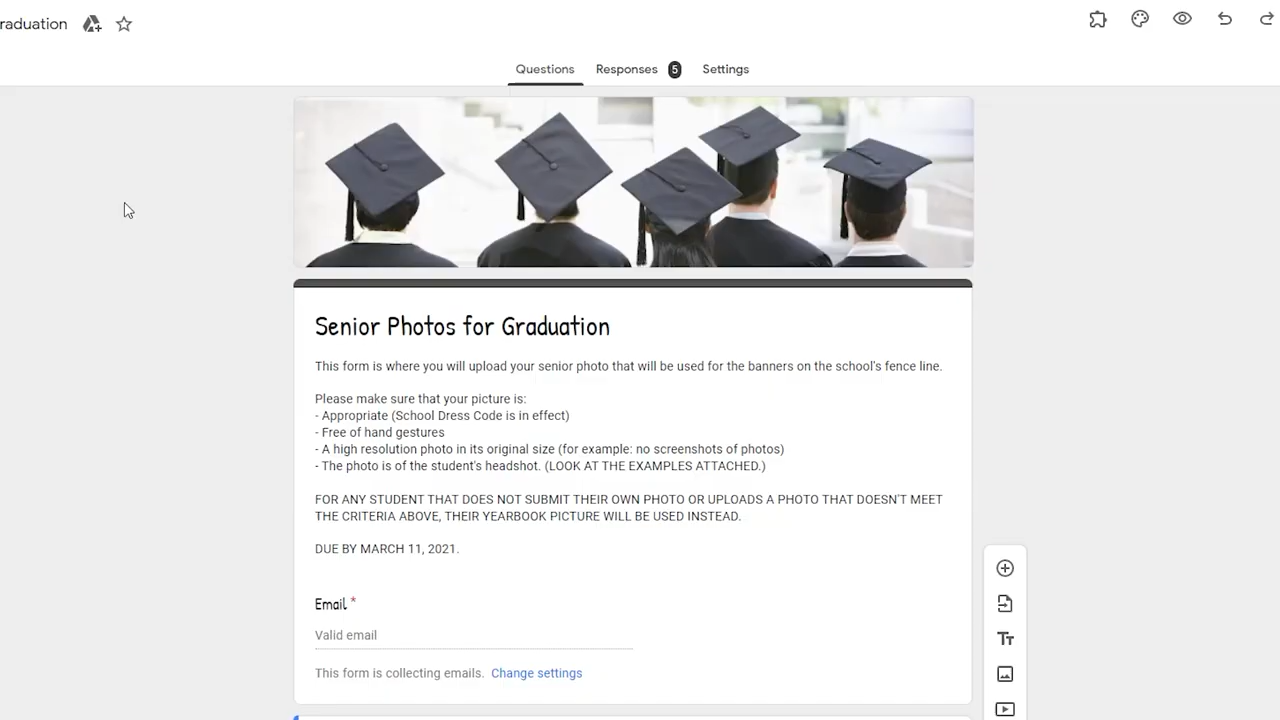 raduation
Questions
Responses 5
Settings
Senior Photos for Graduation
This form is where you will upload your senior photo that will be used for the banners on the school's fence line.
Please make sure that your picture is:
- Appropriate (School Dress Code is in effect)
- Free of hand gestures
- A high resolution photo in its original size (for example: no screenshots of photos)
- The photo is of the student's headshot. (LOOK AT THE EXAMPLES ATTACHED.)
FOR ANY STUDENT THAT DOES NOT SUBMIT THEIR OWN PHOTO OR UPLOADS A PHOTO THAT DOESN'T MEET
THE CRITERIA ABOVE, THEIR YEARBOOK PICTURE WILL BE USED INSTEAD.
DUE BY MARCH 11, 2021.
Email *
Valid email
This form is collecting emails. Change settings
Tт